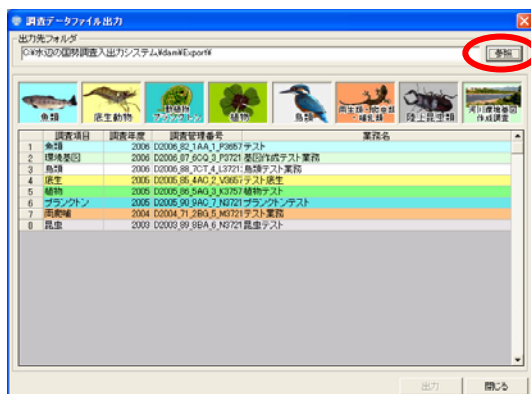 調査データファイル出力
出力先フォルダ
C:¥水辺の国勢調査入出力システム¥dam¥Export¥
参照
魚類
底生動物
動植物プランクトン
植物
鳥類
両生類・爬虫類・哺乳類
陸上昆虫類
河川環境基図作成調査
調査項目 調査年度 調査管理番号 業務名
1 魚類 2006 D2006_82_1AA_1_P3657 テスト
2 環境基図 2006 D2006_87_6CQ_3_P3721 基図作成テスト業務
3 鳥類 2006 D2006_88_7CT_4_L3721 鳥類テスト業務
4 底生 2005 D2005_85_4AC_2_V3657 テスト底生
5 植物 2005 D2005_86_5AG_3_K3757 植物テスト
6 プランクトン 2005 D2005_90_9AC_7_N3721 プランクトンテスト
7 両爬哺 2004 D2004_71_2BG_5_M3721 テスト業務
8 昆虫 2003 D2003_89_8BA_6_N3721 昆虫テスト
出力 閉じる